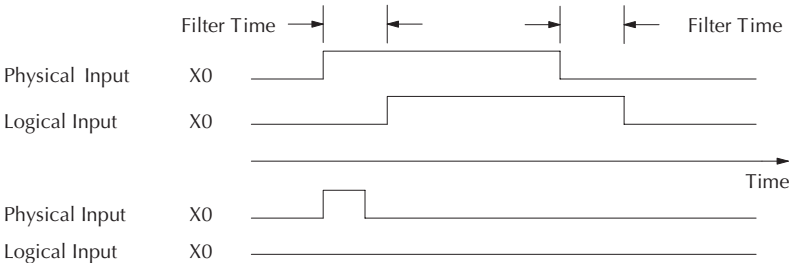 Filter Time Filter Time
Physical Input X0
Logical Input X0
Time
Physical Input X0
Logical Input X0